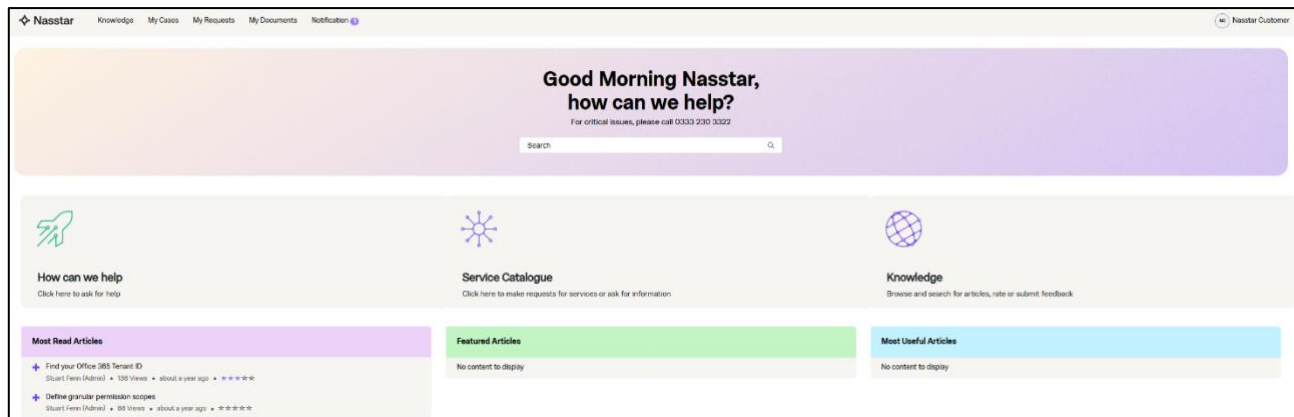 Nasstar
Knowledge My Cases My Requests My Documents Notification
NC Nasstar Customer
Good Morning Nasstar,
how can we help?
For critical issues, please call 0333 230 3322
Search
How can we help
Click here to ask for help
Service Catalogue
Click here to make requests for services or ask for information
Knowledge
Browse and search for articles, rate or submit feedback
Most Read Articles
Find your Office 365 Tenant ID
Stuart Fenn (Admin) • 138 Views • about a year ago •
Define granular permission scopes
Stuart Fenn (Admin) • 88 Views • about a year ago •
Featured Articles
No content to display
Most Useful Articles
No content to display